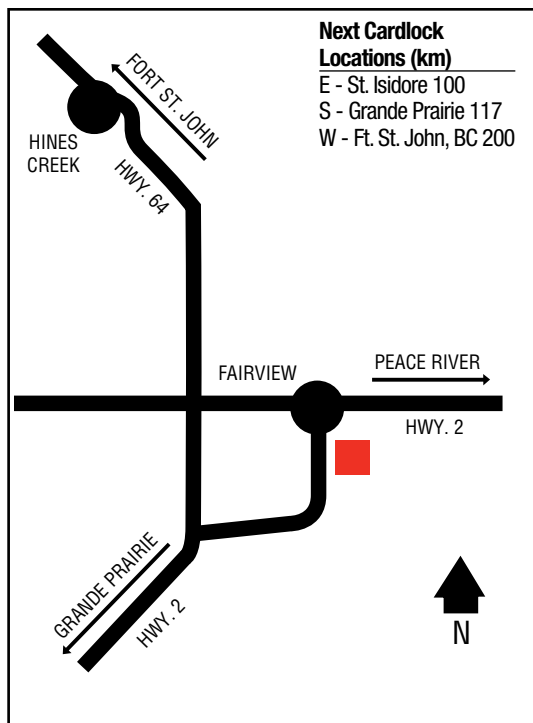 Next Cardlock
Locations (km)
E - St. Isidore 100
S - Grande Prairie 117
W - Ft. St. John, BC 200
FORT ST. JOHN
HINES
CREEK
HWY. 64
FAIRVIEW
PEACE RIVER
HWY. 2
GRANDE PRAIRIE
HWY. 2
N